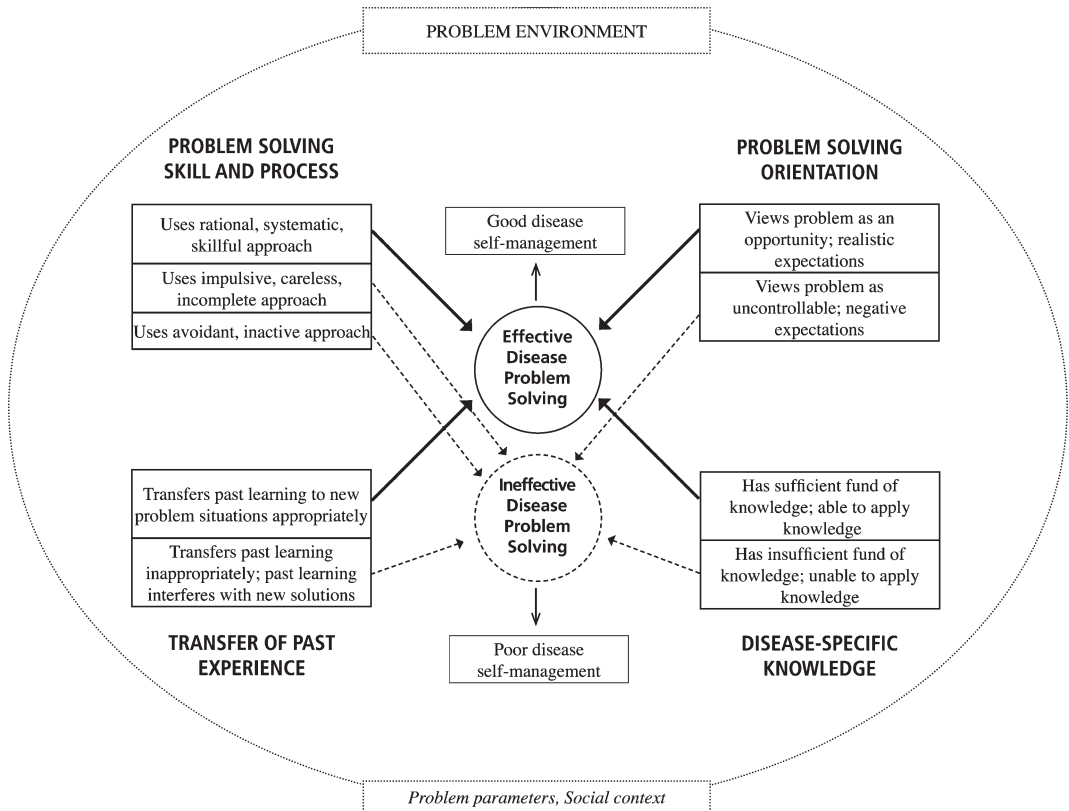 PROBLEM ENVIRONMENT
PROBLEM SOLVING
SKILL AND PROCESS
Uses rational, systematic,
skillful approach
Uses impulsive, careless,
incomplete approach
Uses avoidant, inactive approach
Good disease
self-management
PROBLEM SOLVING
ORIENTATION
Views problem as an
opportunity; realistic
expectations
Views problem as
uncontrollable; negative
expectations
Effective
Disease
Problem
Solving
Ineffective
Disease
Problem
Solving
Transfers past learning to new
problem situations appropriately
Transfers past learning
inappropriately; past learning
interferes with new solutions
TRANSFER OF PAST
EXPERIENCE
Has sufficient fund of
knowledge; able to apply
knowledge
Has insufficient fund of
knowledge; unable to apply
knowledge
DISEASE-SPECIFIC
KNOWLEDGE
Poor disease
self-management
Problem parameters, Social context